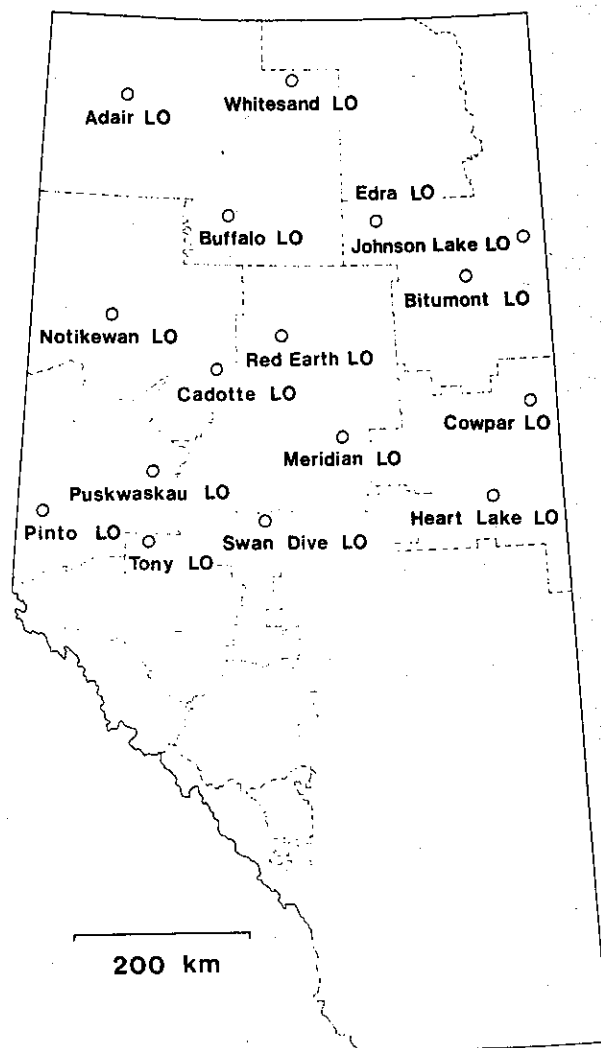 Whitesand LO
Adair LO
Edra LO
Buffalo LO
Johnson Lake LO
Bitumont LO
Notikewan LO
Red Earth LO
Cadotte LO
Cowpar LO
Meridian LO
Puskwaskau LO
Heart Lake LO
Pinto LO
Swan Dive LO
Tony LO
200 km